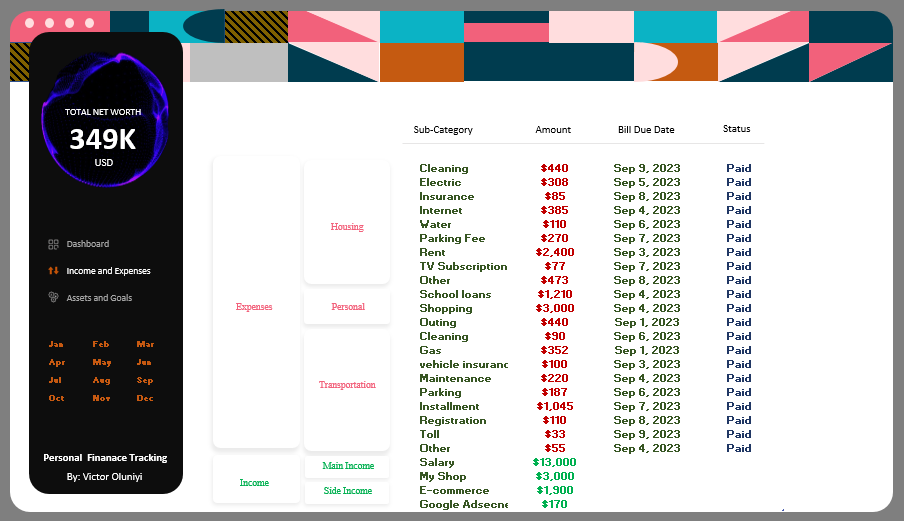 TOTAL NET WORTH
349K
USD
Dashboard
Income and Expenses
Assets and Goals
Jan Feb Mar
Apr May Jun
Jul Aug Sep
Oct Nov Dec
Personal Finanace Tracking
By: Victor Oluniyi
Sub-Category Amount Bill Due Date Status
Expenses
Housing
Personal
Transportation
Income
Main Income
Side Income
Cleaning $440 Sep 9, 2023 Paid
Electric $308 Sep 5, 2023 Paid
Insurance $85 Sep 8, 2023 Paid
Internet $385 Sep 4, 2023 Paid
Water $110 Sep 6, 2023 Paid
Parking Fee $270 Sep 7, 2023 Paid
Rent $2,400 Sep 3, 2023 Paid
TV Subscription $77 Sep 7, 2023 Paid
Other $473 Sep 8, 2023 Paid
School loans $1,210 Sep 4, 2023 Paid
Shopping $3,000 Sep 4, 2023 Paid
Outing $440 Sep 1, 2023 Paid
Cleaning $90 Sep 6, 2023 Paid
Gas $352 Sep 1, 2023 Paid
vehicle insuranc $100 Sep 3, 2023 Paid
Maintenance $220 Sep 4, 2023 Paid
Parking $187 Sep 6, 2023 Paid
Installment $1,045 Sep 7, 2023 Paid
Registration $110 Sep 8, 2023 Paid
Toll $33 Sep 9, 2023 Paid
Other $55 Sep 4, 2023 Paid
Salary $13,000
My Shop $3,000
E-commerce $1,900
Google Adsecne $170